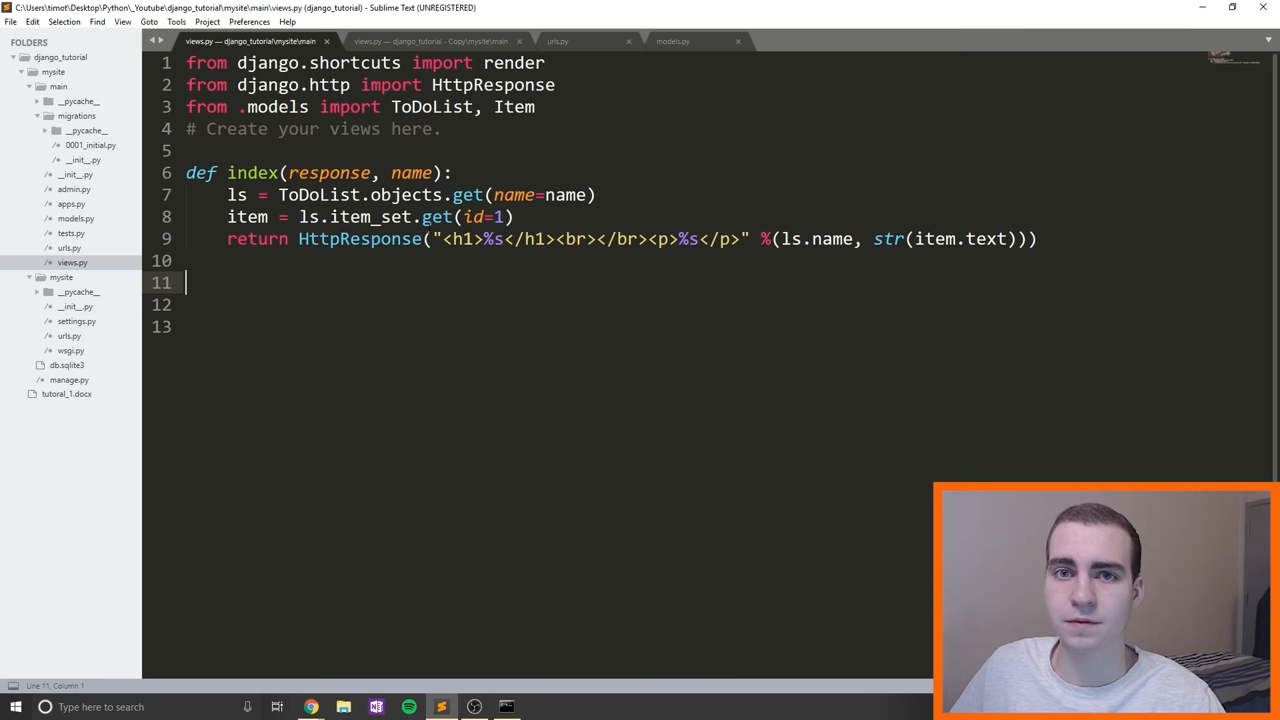 C:\Users\timot\Desktop\Python\_Youtube\django_tutorial\mysite\main\views.py (django_tutorial) - Sublime Text (UNREGISTERED)
File Edit Selection Find View Goto Tools Project Preferences Help
FOLDERS
django_tutorial
mysite
main
__pycache__
migrations
__pycache__
0001_initial.py
__init__.py
__init__.py
admin.py
apps.py
models.py
tests.py
urls.py
views.py
mysite
__pycache__
__init__.py
settings.py
urls.py
wsgi.py
db.sqlite3
manage.py
tutoral_1.docx
views.py — django_tutorial\mysite\main × views.py — django_tutorial - Copy\mysite\main × urls.py × models.py ×
1 from django.shortcuts import render
2 from django.http import HttpResponse
3 from .models import ToDoList, Item
4 # Create your views here.
5
6 def index(response, name):
7 ls = ToDoList.objects.get(name=name)
8 item = ls.item_set.get(id=1)
9 return HttpResponse("<h1>%s</h1><br></br><p>%s</p>" %(ls.name, str(item.text)))
10
11
12
13
Line 11, Column 1
Type here to search